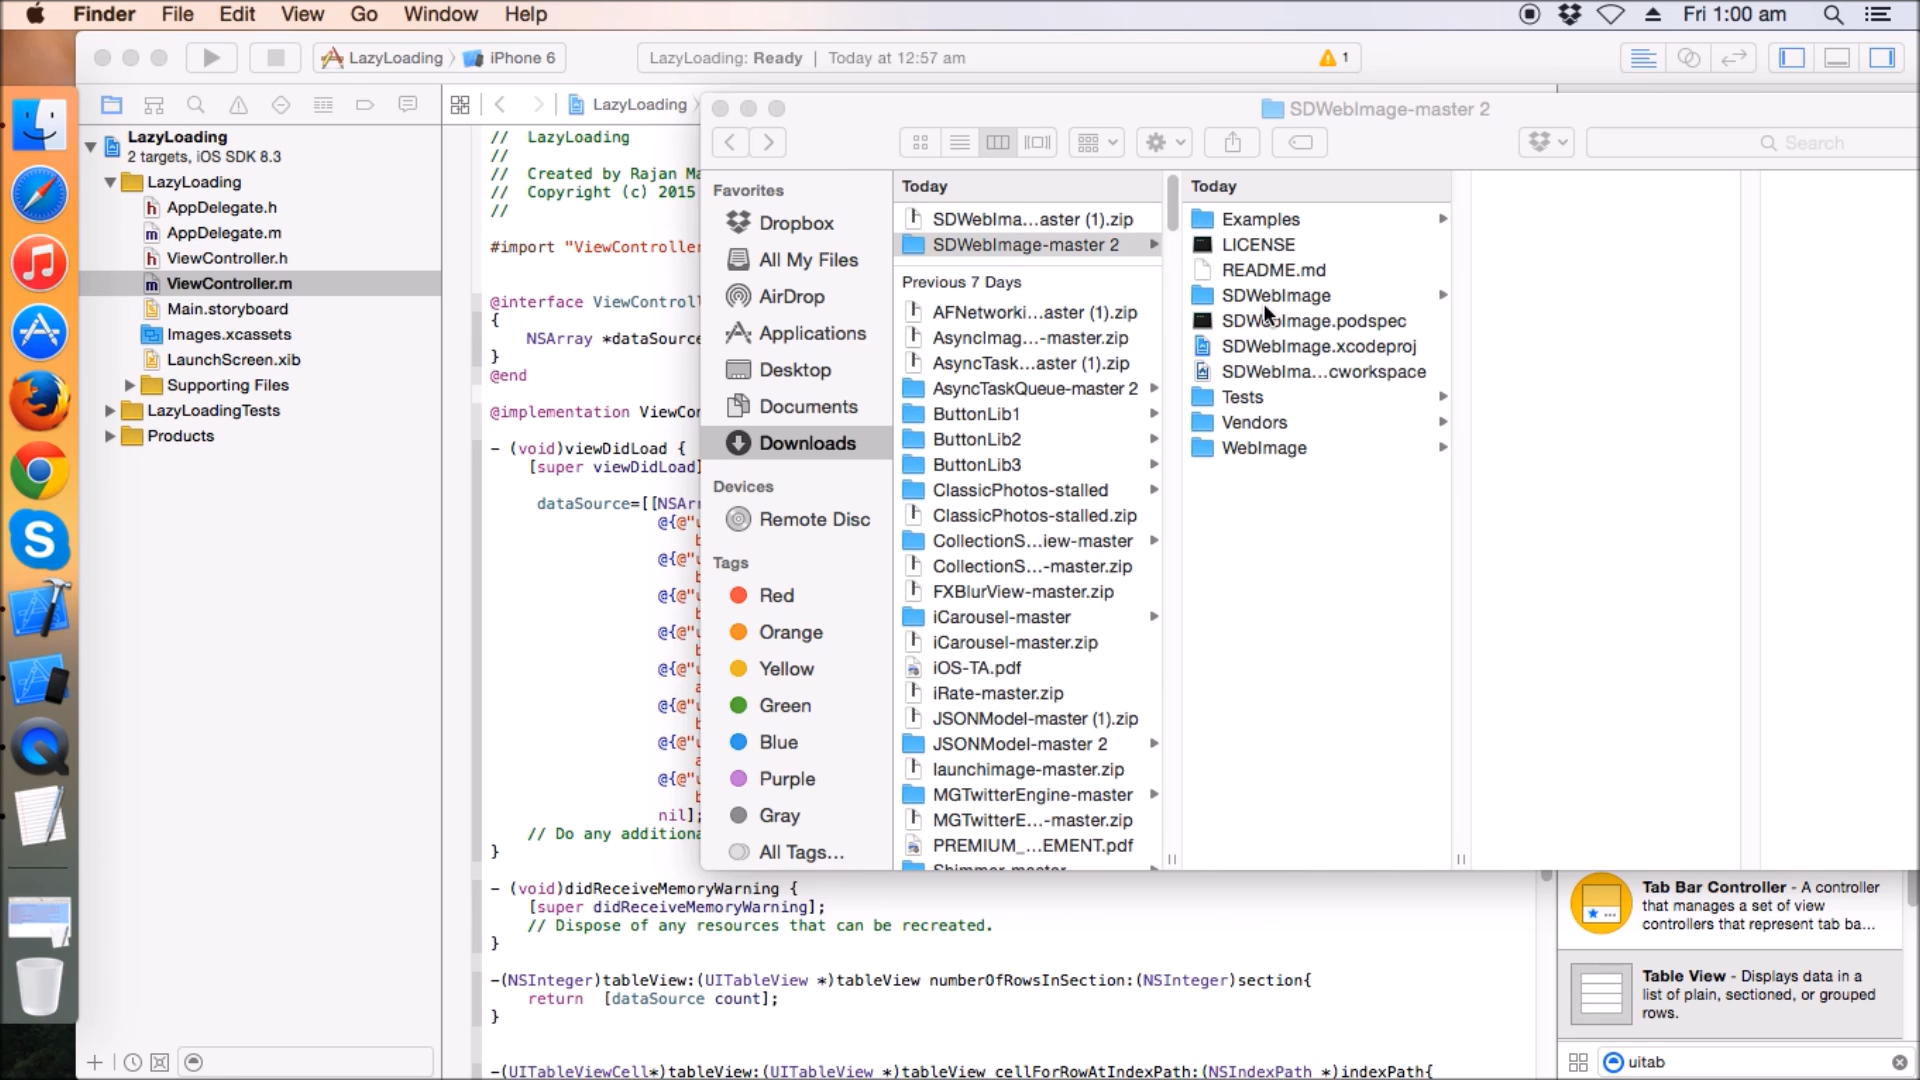 Finder File Edit View Go Window Help Fri 1:00 am
LazyLoading iPhone 6 LazyLoading: Ready | Today at 12:57 am 1
LazyLoading
2 targets, iOS SDK 8.3
LazyLoading
AppDelegate.h
AppDelegate.m
ViewController.h
ViewController.m
Main.storyboard
Images.xcassets
LaunchScreen.xib
Supporting Files
LazyLoadingTests
Products
LazyLoading
// LazyLoading
//
// Created by Rajan Ma
// Copyright (c) 2015
//
#import "ViewController
@interface ViewControll
{
NSArray *dataSource
}
@end
@implementation ViewCon
- (void)viewDidLoad {
[super viewDidLoad]
dataSource=[[NSArr
@{@"u
b
@{@"u
b
@{@"u
b
@{@"u
b
@{@"u
a
@{@"u
b
@{@"u
a
@{@"u
b
nil];
// Do any additiona
}
- (void)didReceiveMemoryWarning {
[super didReceiveMemoryWarning];
// Dispose of any resources that can be recreated.
}
-(NSInteger)tableView:(UITableView *)tableView numberOfRowsInSection:(NSInteger)section{
return [dataSource count];
}
-(UITableViewCell*)tableView:(UITableView *)tableView cellForRowAtIndexPath:(NSIndexPath *)indexPath{
SDWebImage-master 2
Search
Favorites
Dropbox
All My Files
AirDrop
Applications
Desktop
Documents
Downloads
Devices
Remote Disc
Tags
Red
Orange
Yellow
Green
Blue
Purple
Gray
All Tags...
Today
SDWebIma...aster (1).zip
SDWebImage-master 2
Previous 7 Days
AFNetworki...aster (1).zip
AsyncImag...-master.zip
AsyncTask...aster (1).zip
AsyncTaskQueue-master 2
ButtonLib1
ButtonLib2
ButtonLib3
ClassicPhotos-stalled
ClassicPhotos-stalled.zip
CollectionS...iew-master
CollectionS...-master.zip
FXBlurView-master.zip
iCarousel-master
iCarousel-master.zip
iOS-TA.pdf
iRate-master.zip
JSONModel-master (1).zip
JSONModel-master 2
launchimage-master.zip
MGTwitterEngine-master
MGTwitterE...-master.zip
PREMIUM_...EMENT.pdf
Shimmer-master
Today
Examples
LICENSE
README.md
SDWebImage
SDWebImage.podspec
SDWebImage.xcodeproj
SDWebIma...cworkspace
Tests
Vendors
WebImage
Tab Bar Controller - A controller
that manages a set of view
controllers that represent tab ba...
Table View - Displays data in a
list of plain, sectioned, or grouped
rows.
uitab